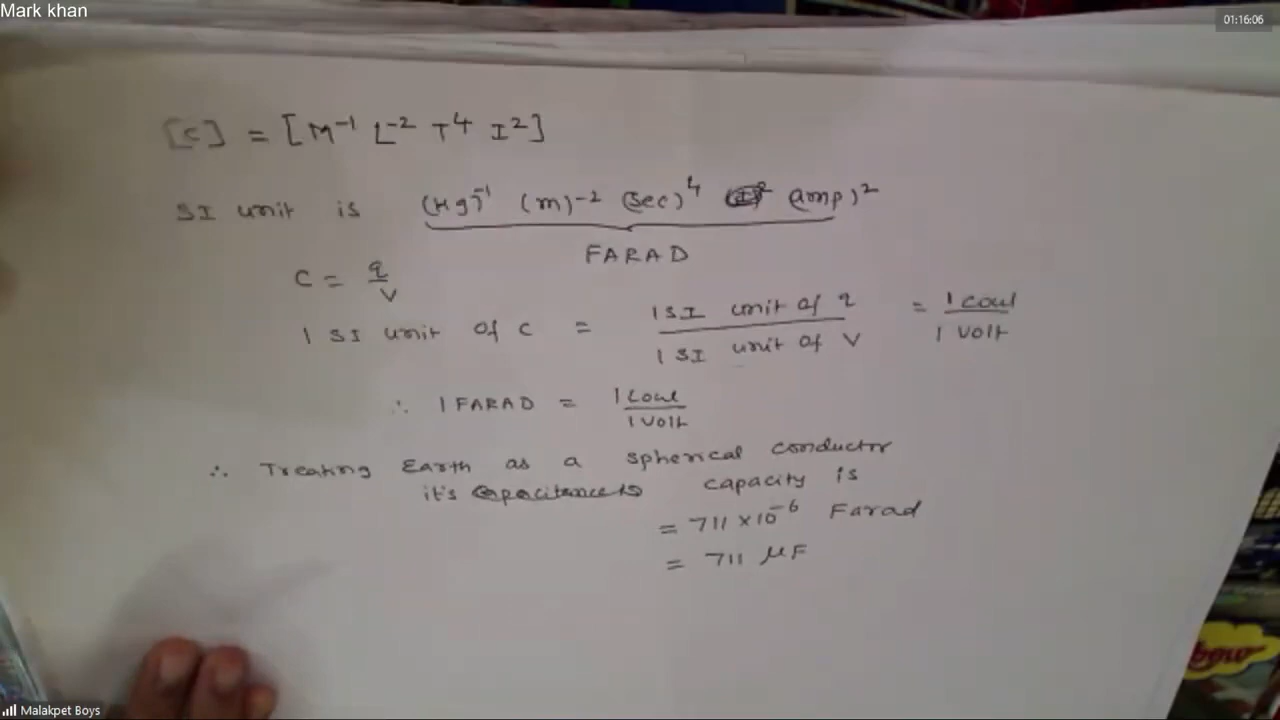 Mark khan
01:16:06
[C] = [M⁻¹ L⁻² T⁴ I²]
SI unit is (Kg)⁻¹ (m)⁻² (sec)⁴ (amp)²
FARAD
C = q/V
1 SI unit of C = 1 SI unit of q / 1 SI unit of V = 1 coul / 1 volt
∴ 1 FARAD = 1 coul / 1 volt
∴ Treating Earth as a spherical conductor
it's capacity is
= 711 × 10⁻⁶ Farad
= 711 μF
bow
Malakpet Boys